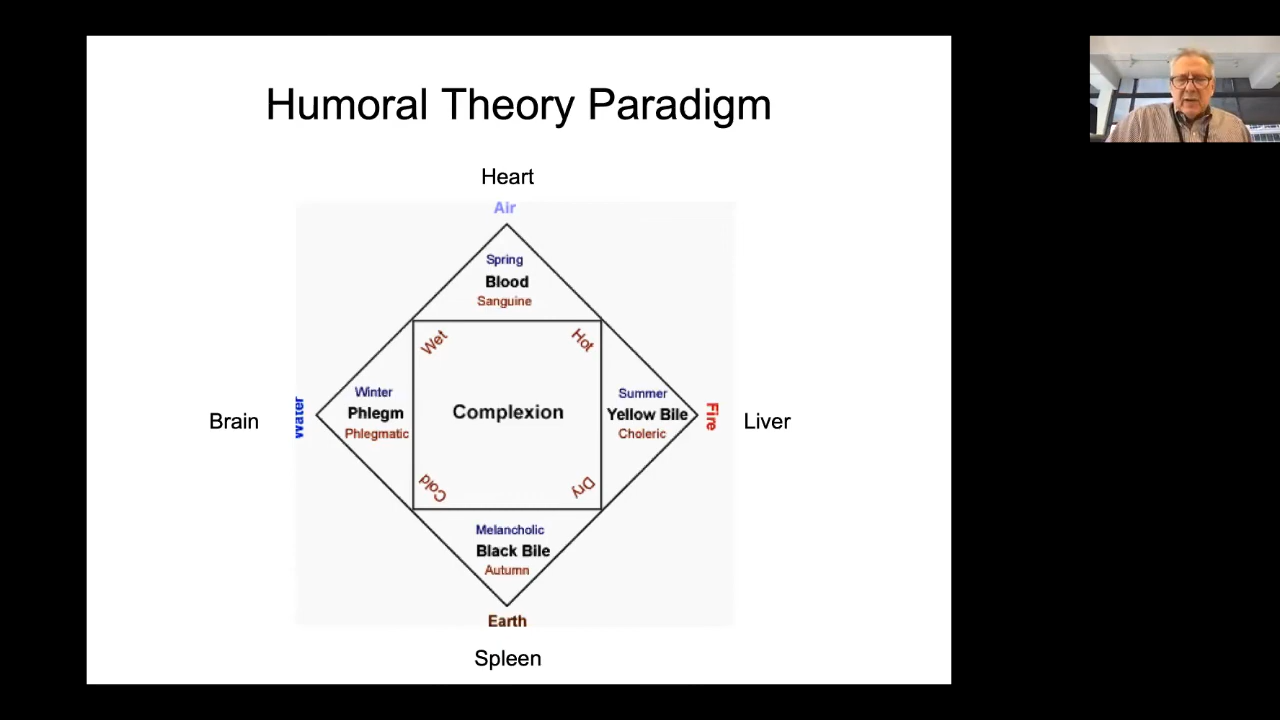 Humoral Theory Paradigm
Heart
Air
Spring
Blood
Sanguine
Wet
Hot
Brain
Water
Winter
Phlegm
Phlegmatic
Complexion
Summer
Yellow Bile
Choleric
Fire
Liver
Cold
Dry
Melancholic
Black Bile
Autumn
Earth
Spleen